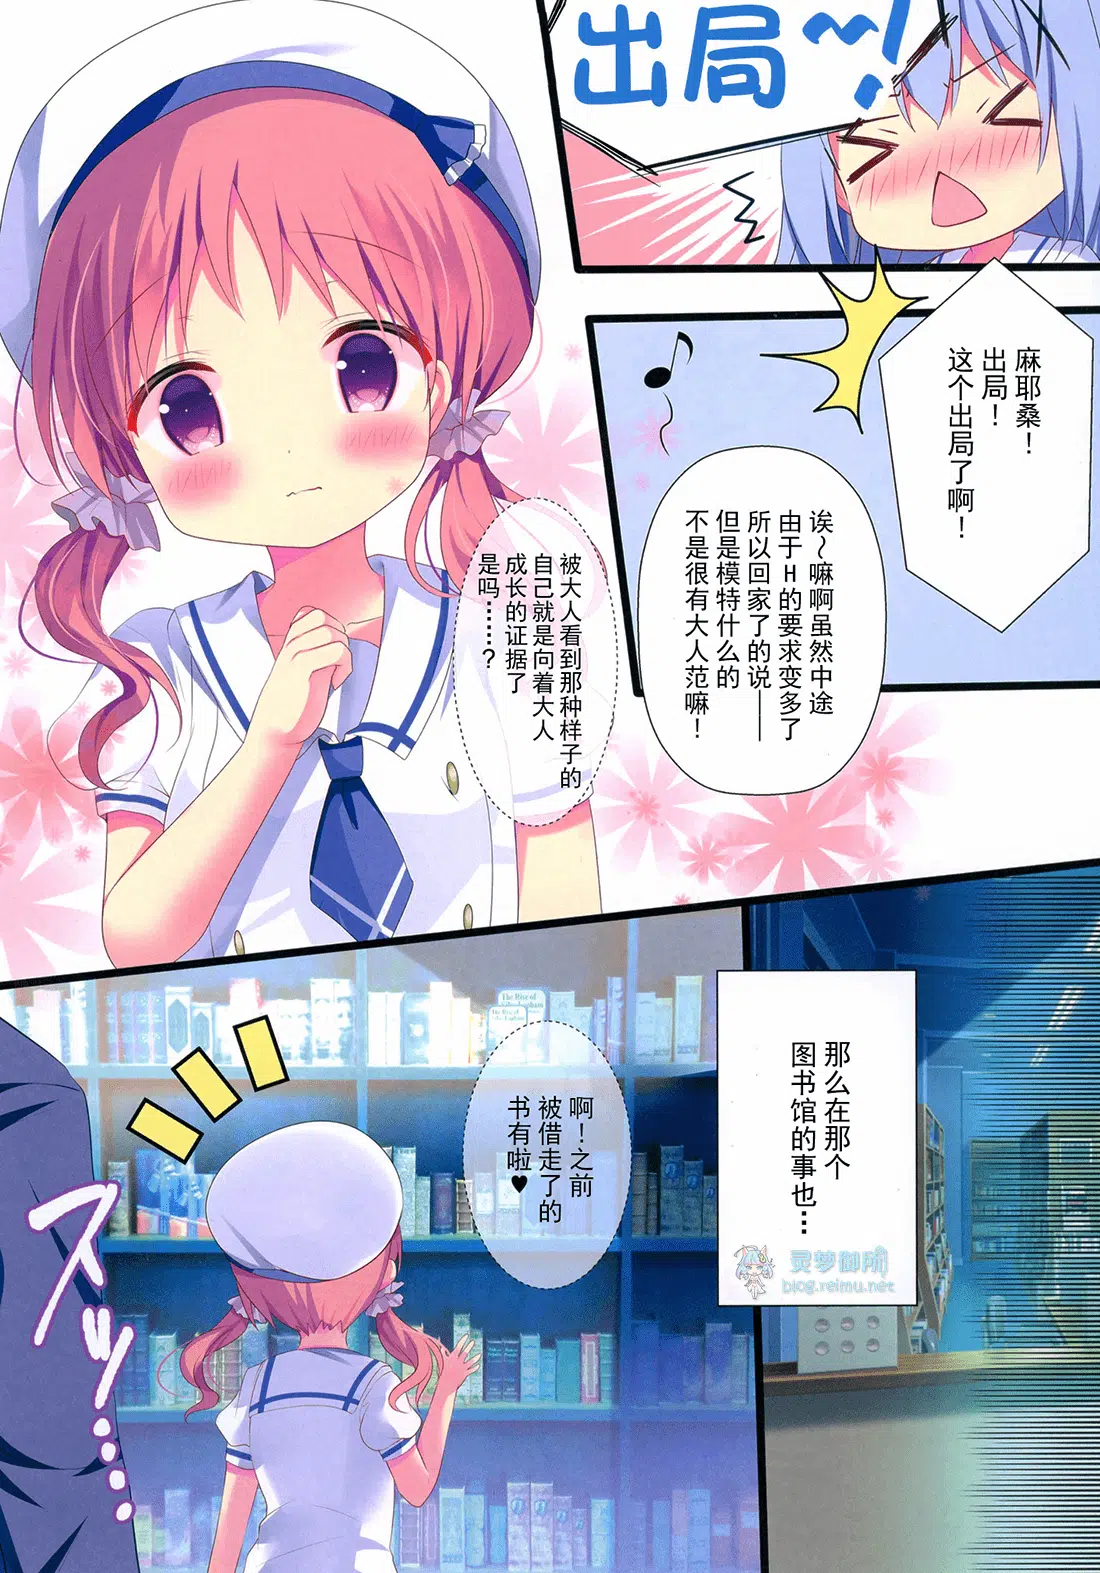 出局~~!
麻耶桑！
出局！
这个出局了啊！
诶～嘛啊虽然中途
由于H的要求变多了
所以回家了的说——
但是模特什么的
不是很有大人范嘛！
被大人看到那种样子的
自己就是向着大人
成长的证据了
是吗……？
那么在那个
图书馆的事也…
灵梦御所
blog.reimu.net
The Rise of
啊！之前
被借走了的
书有啦♥
スッ…